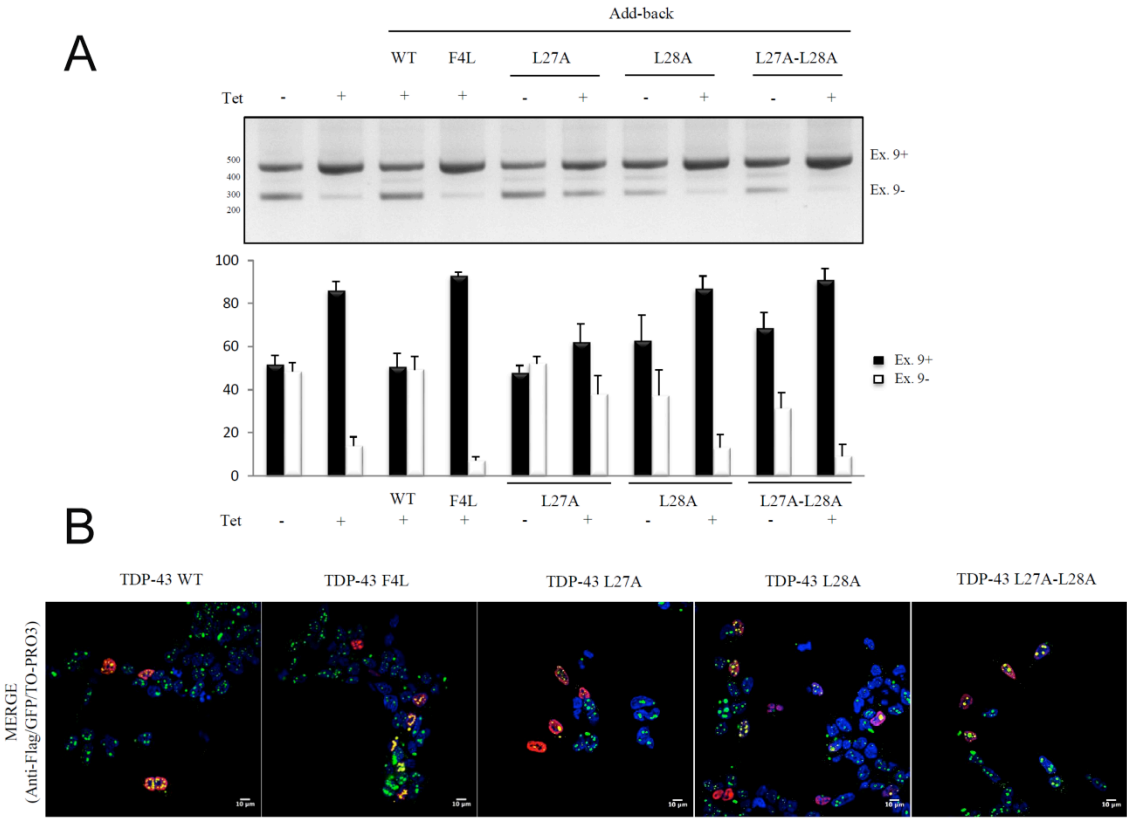 A
Add-back
WT F4L L27A L28A L27A-L28A
Tet - + + + - + - + - +
500
400
300
200
Ex. 9+
Ex. 9-
100
80
60
40
20
0
Ex. 9+
Ex. 9-
WT F4L L27A L28A L27A-L28A
Tet - + + + - + - + - +
B
TDP-43 WT TDP-43 F4L TDP-43 L27A TDP-43 L28A TDP-43 L27A-L28A
MERGE
(Anti-Flag/GFP/TO-PRO3)
10 µm 10 µm 10 µm 10 µm 10 µm